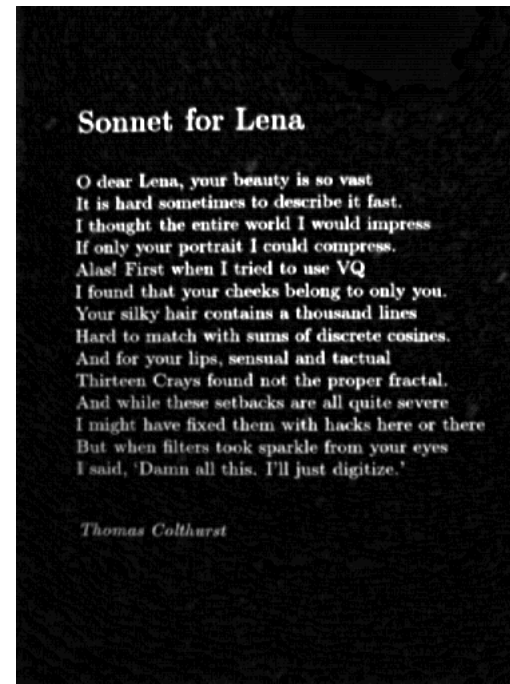 Sonnet for Lena
O dear Lena, your beauty is so vast
It is hard sometimes to describe it fast.
I thought the entire world I would impress
If only your portrait I could compress.
Alas! First when I tried to use VQ
I found that your cheeks belong to only you.
Your silky hair contains a thousand lines
Hard to match with sums of discrete cosines.
And for your lips, sensual and tactual
Thirteen Crays found not the proper fractal.
And while these setbacks are all quite severe
I might have fixed them with hacks here or there
But when filters took sparkle from your eyes
I said, 'Damn all this. I'll just digitize.'
Thomas Colthurst